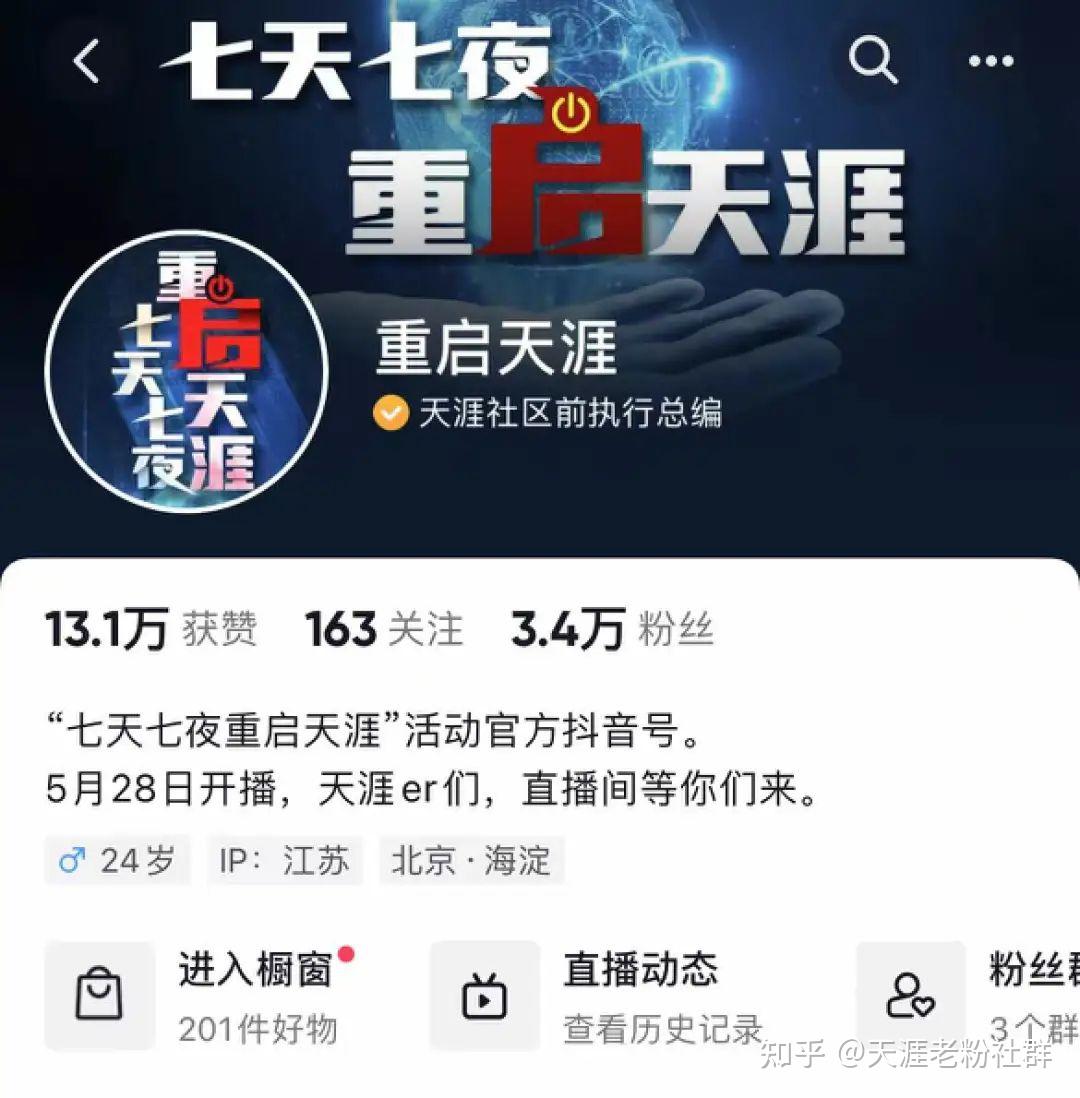 七天七夜
重启天涯
重启
七天七夜
天涯
重启天涯
天涯社区前执行总编
13.1万 获赞 163 关注 3.4万 粉丝
“七天七夜重启天涯”活动官方抖音号。
5月28日开播，天涯er们，直播间等你们来。
♂ 24岁 IP：江苏 北京·海淀
进入橱窗 直播动态 粉丝群
201件好物 查看历史记录 3个群
知乎 @天涯老粉社群